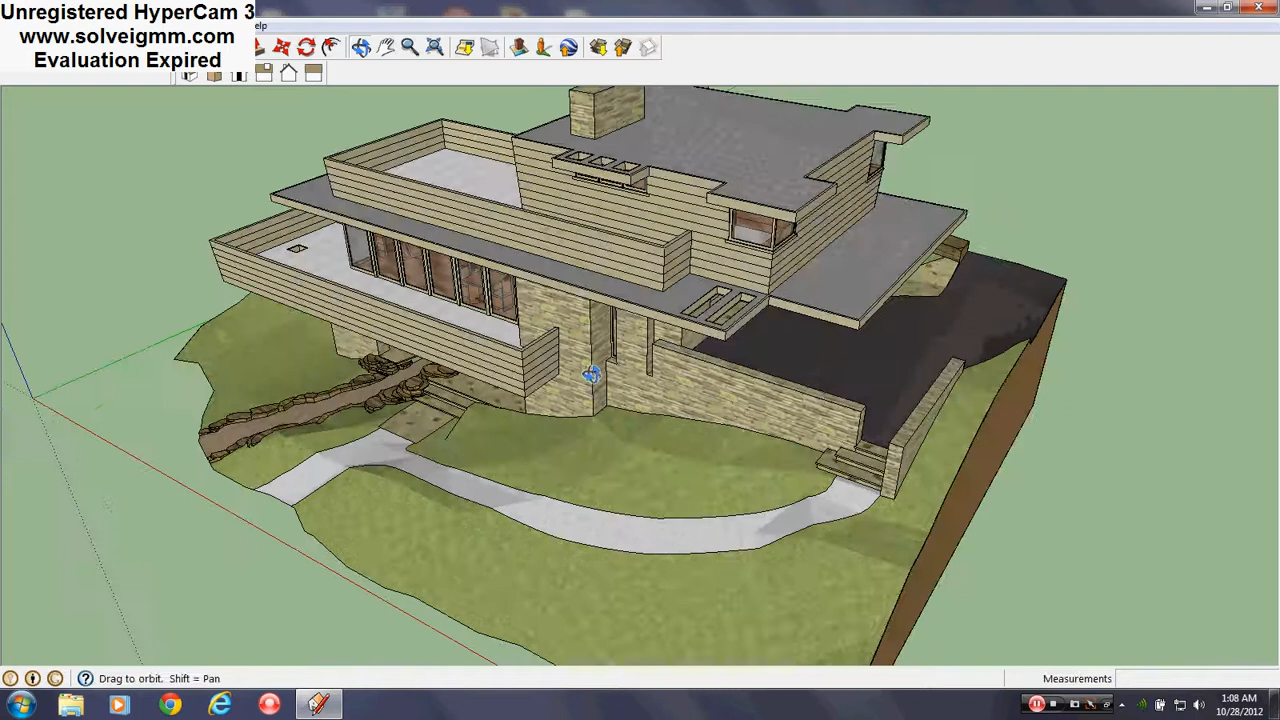 Unregistered HyperCam 3
www.solveigmm.com
Evaluation Expired
elp
Drag to orbit. Shift = Pan
Measurements
1:08 AM
10/28/2012